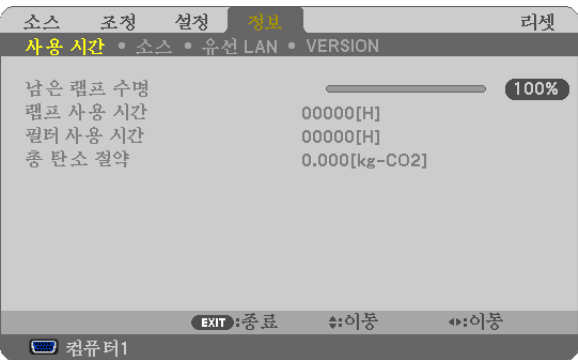 소스 조정 설정 정보 리셋
사용 시간 • 소스 • 유선 LAN • VERSION
남은 램프 수명 100%
램프 사용 시간 00000[H]
필터 사용 시간 00000[H]
총 탄소 절약 0.000[kg-CO2]
EXIT:종료 :이동 :이동
컴퓨터1